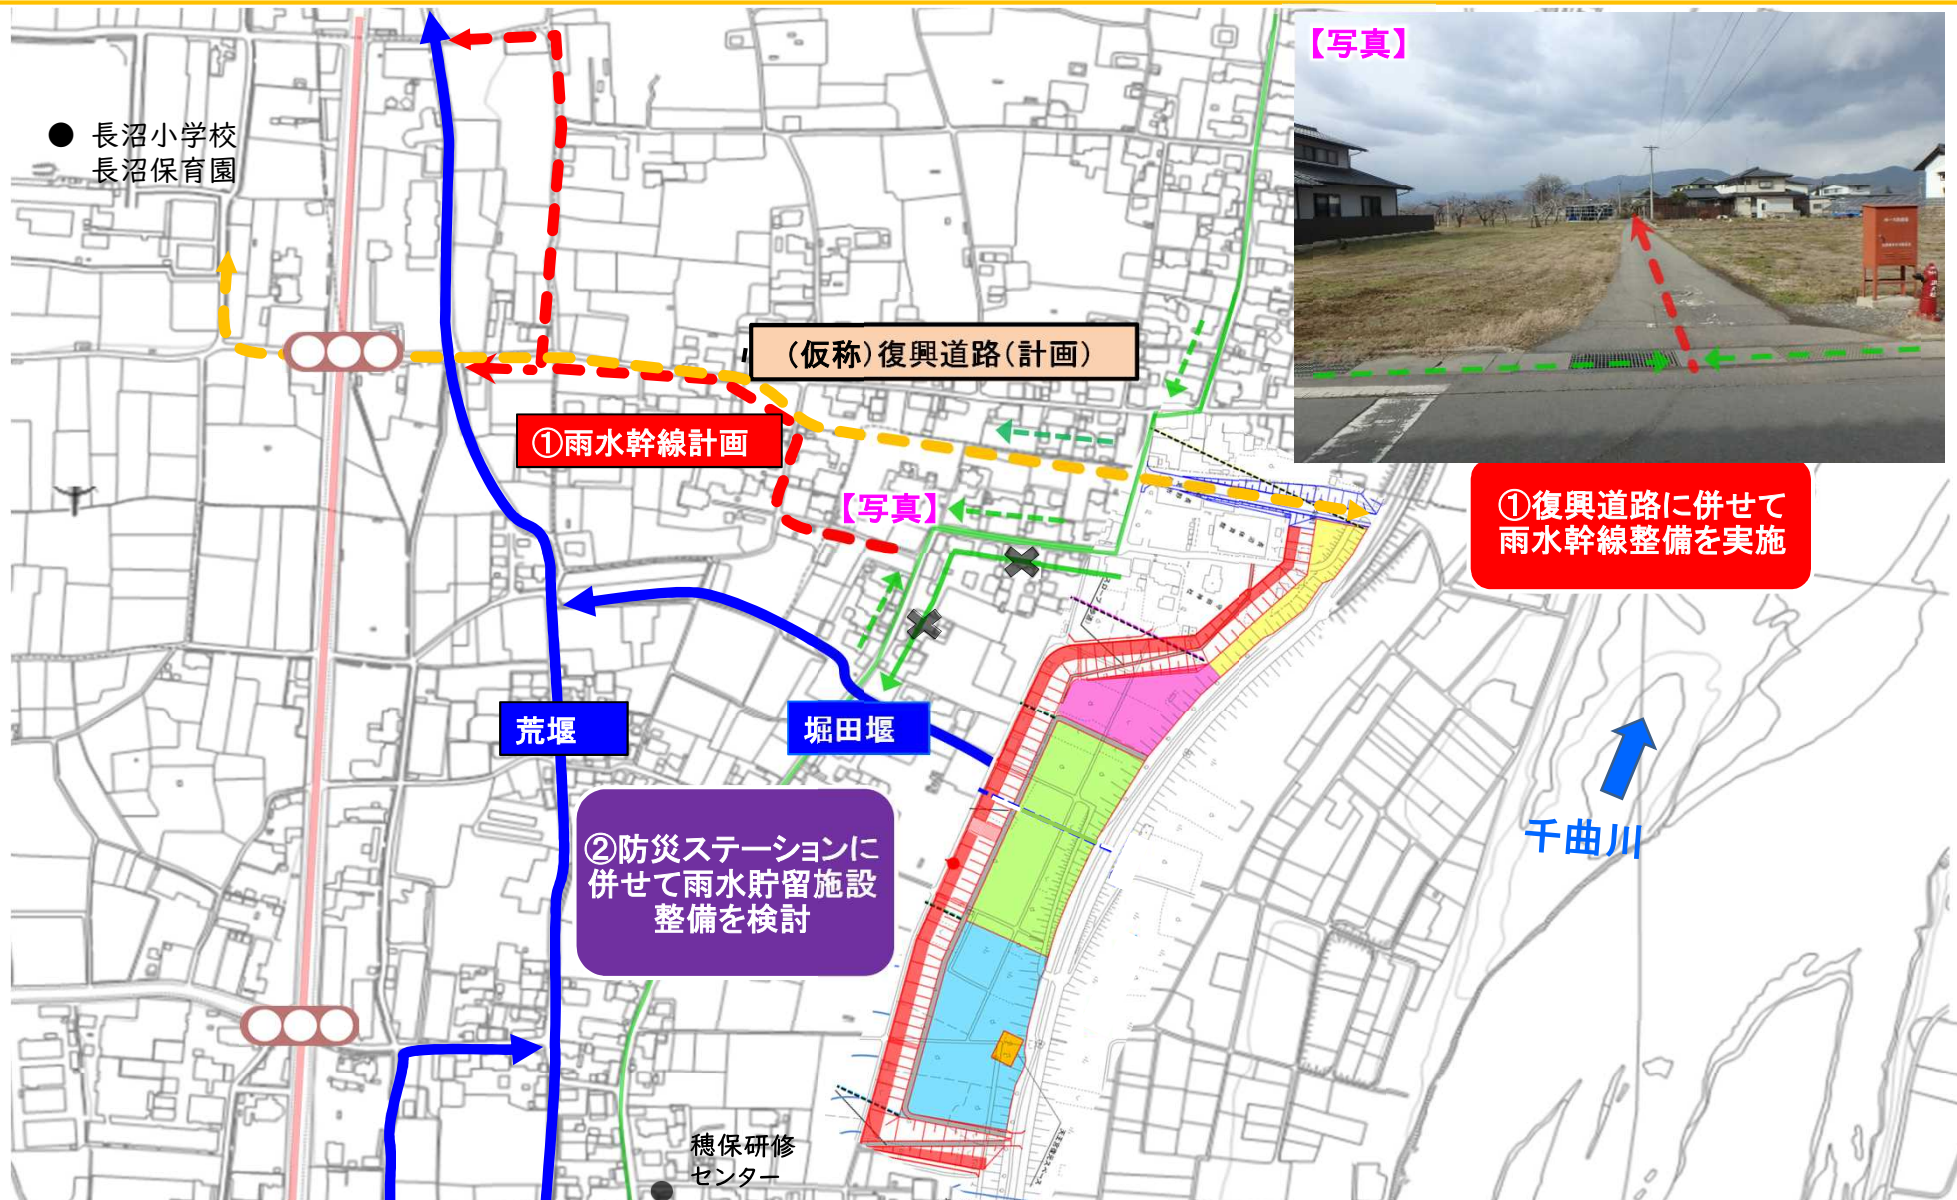 【写真】
長沼小学校
長沼保育園
(仮称)復興道路(計画)
①雨水幹線計画
【写真】
①復興道路に併せて
雨水幹線整備を実施
荒堰
堀田堰
②防災ステーションに
併せて雨水貯留施設
整備を検討
千曲川
穂保研修
センター